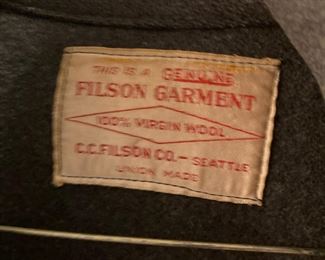 THIS IS A GENUINE
FILSON GARMENT
100% VIRGIN WOOL
C.C. FILSON CO. - SEATTLE
UNION MADE